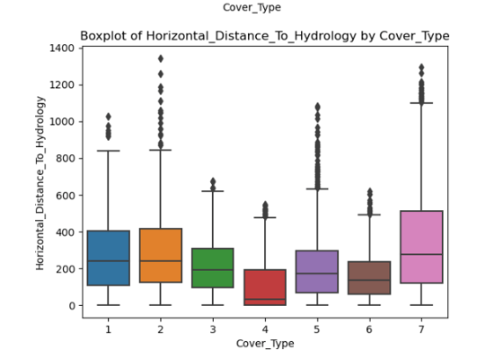 Cover_Type
Boxplot of Horizontal_Distance_To_Hydrology by Cover_Type
1400
1200
1000
800
600
400
200
0
Horizontal_Distance_To_Hydrology
1 2 3 4 5 6 7
Cover_Type